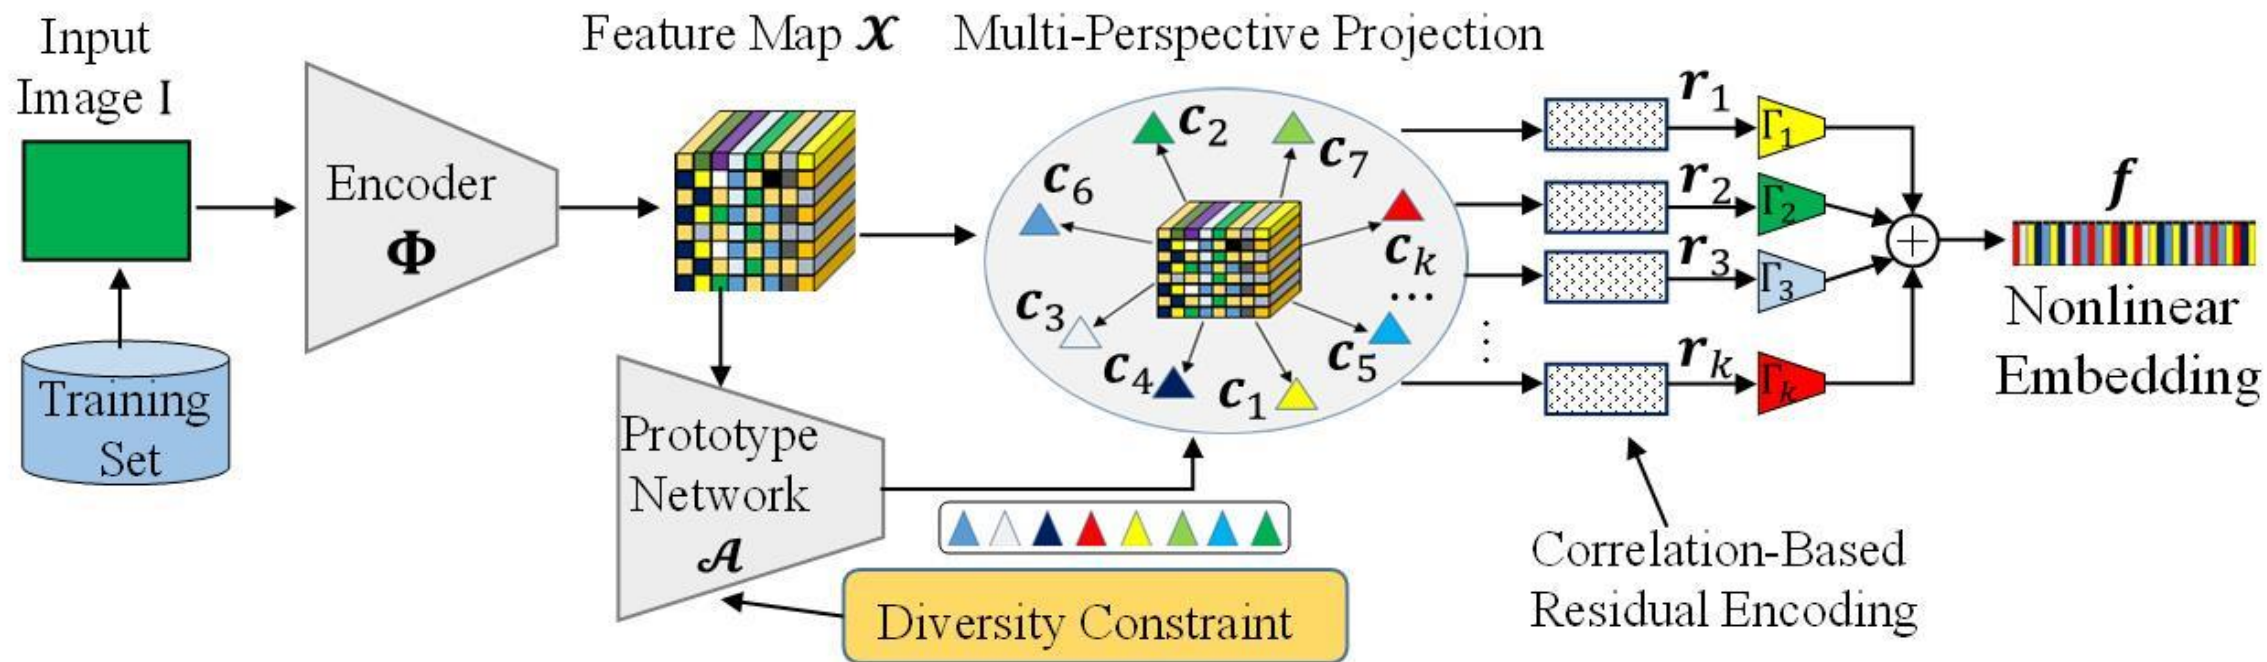 Input
Image I
Feature Map 𝒳
Multi-Perspective Projection
Encoder
Φ
Training
Set
Prototype
Network
𝒜
Diversity Constraint
c₂
c₇
c₆
cₖ
...
c₃
c₅
c₄
c₁
r₁
Γ₁
r₂
Γ₂
r₃
Γ₃
⋮
rₖ
Γₖ
+
f
Nonlinear
Embedding
Correlation-Based
Residual Encoding